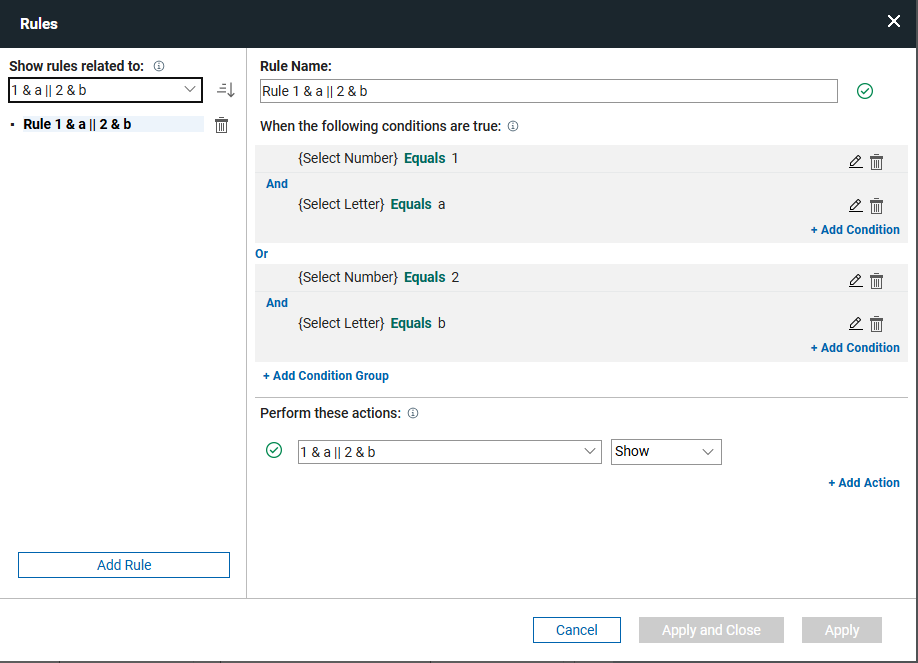 Rules
Show rules related to:
1 & a || 2 & b
Rule 1 & a || 2 & b
Add Rule
Rule Name:
Rule 1 & a || 2 & b
When the following conditions are true:
{Select Number} Equals 1
And
{Select Letter} Equals a
+ Add Condition
Or
{Select Number} Equals 2
And
{Select Letter} Equals b
+ Add Condition
+ Add Condition Group
Perform these actions:
1 & a || 2 & b Show
+ Add Action
Cancel Apply and Close Apply